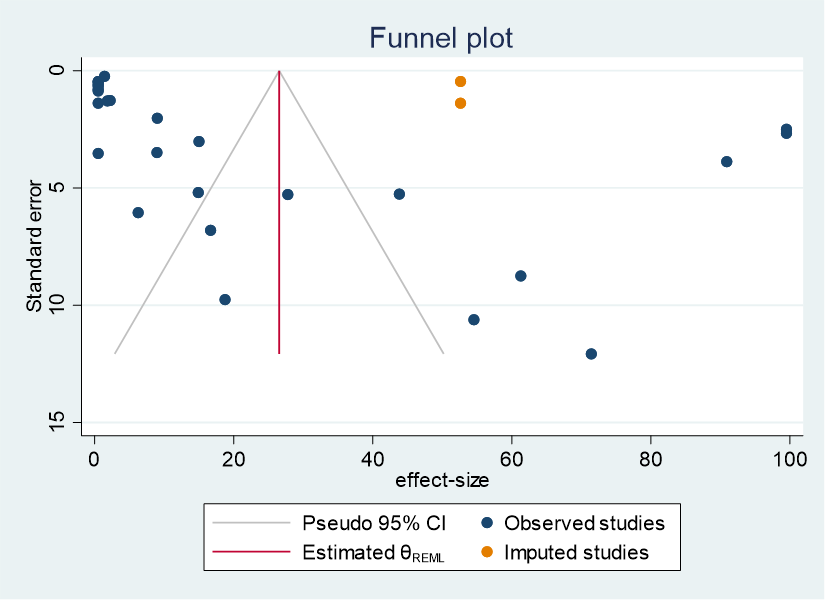 Funnel plot
Standard error
0
5
10
15
0 20 40 60 80 100
effect-size
Pseudo 95% CI Observed studies
Estimated θREML Imputed studies